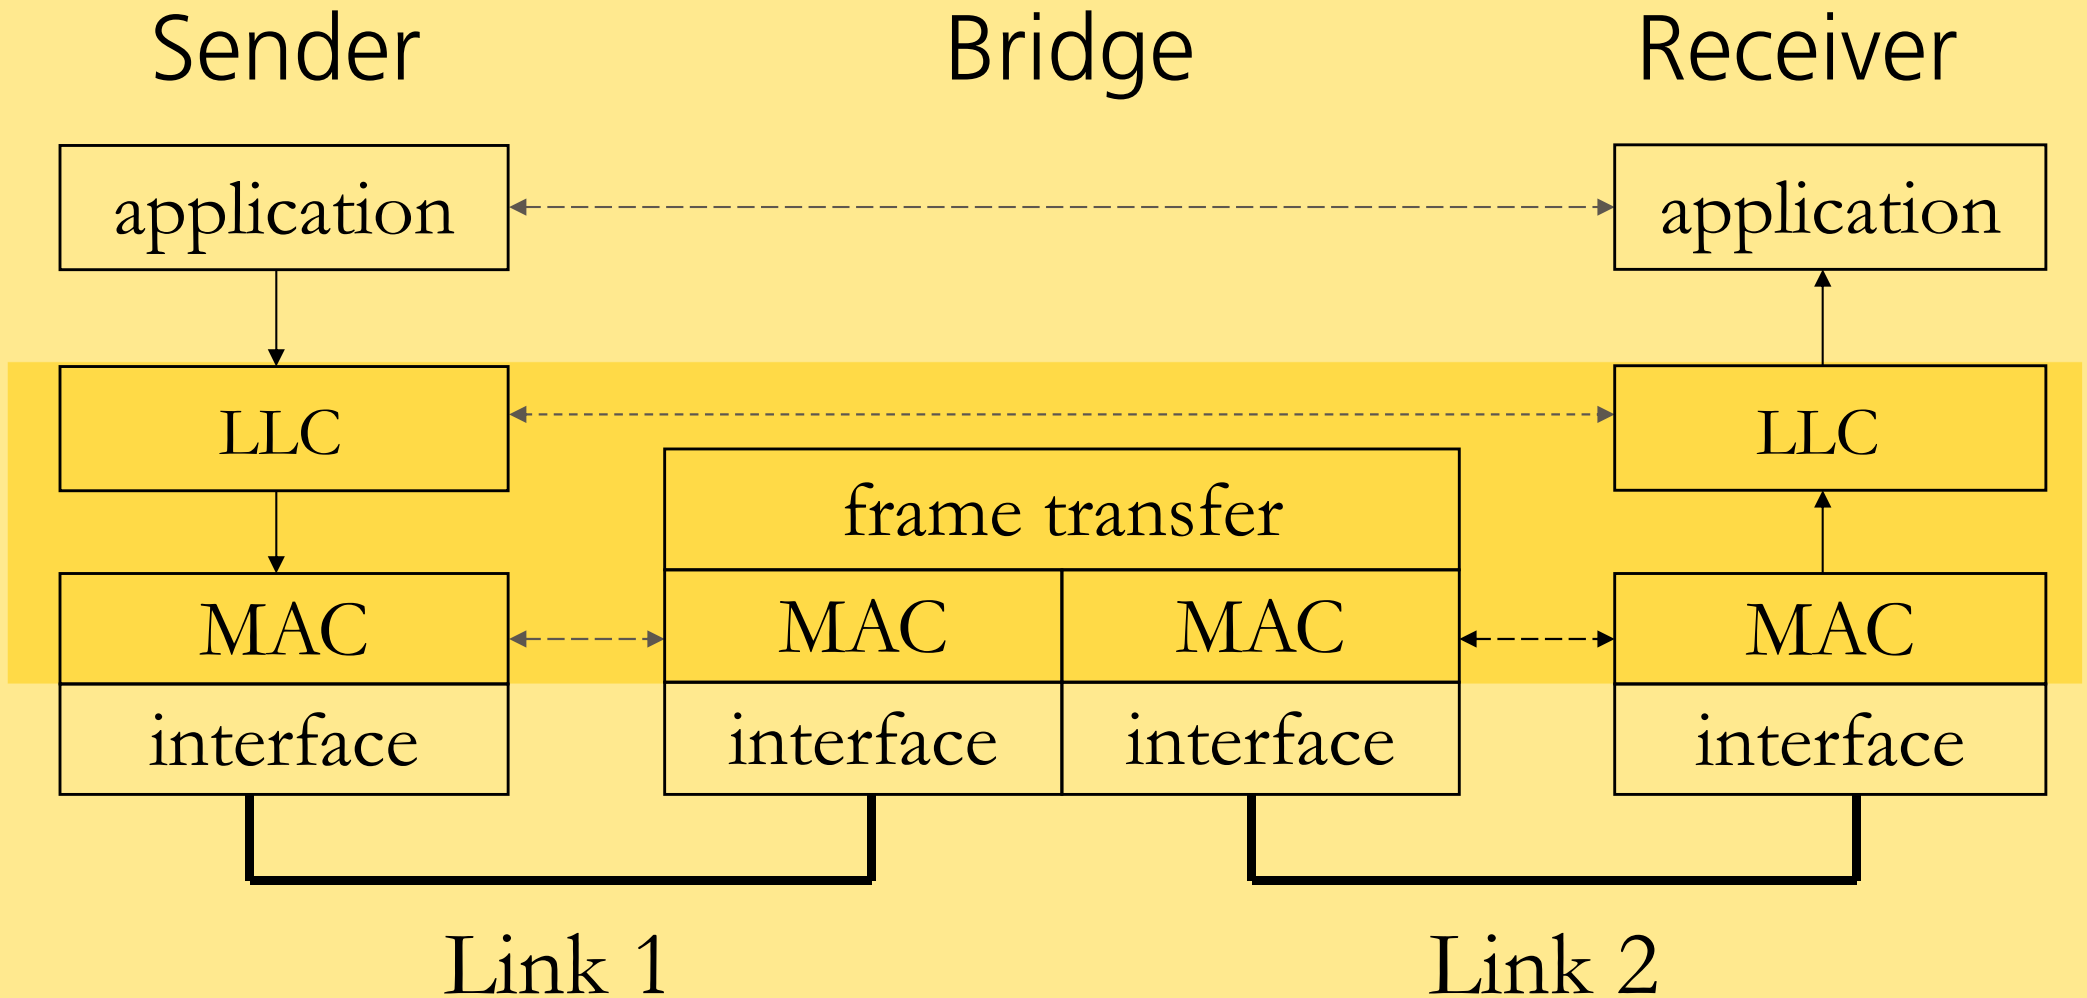 Sender Bridge Receiver
application application
LLC LLC
frame transfer
MAC MAC MAC MAC
interface interface interface interface
Link 1 Link 2